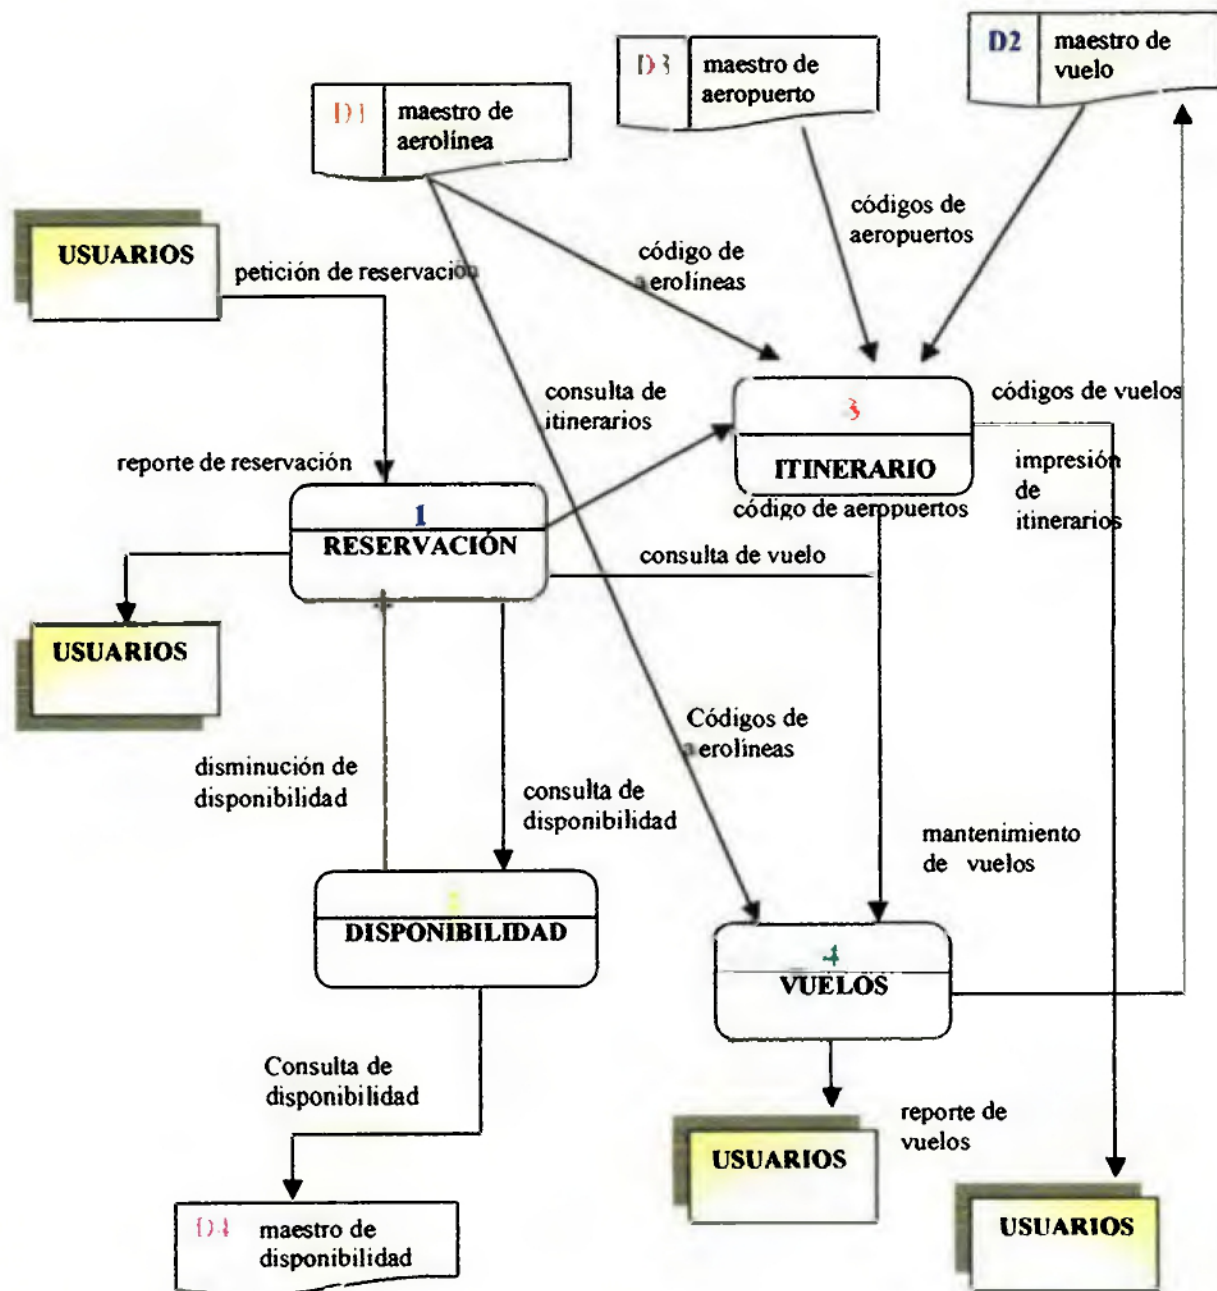 D2
maestro de
vuelo
D3
maestro de
aeropuerto
D1
maestro de
aerolínea
USUARIOS
petición de reservación
códigos de
aeropuertos
código de
aerolíneas
consulta de
itinerarios
3
ITINERARIO
códigos de vuelos
impresión
de
itinerarios
reporte de reservación
1
RESERVACIÓN
código de aeropuertos
consulta de vuelo
USUARIOS
Códigos de
aerolíneas
disminución de
disponibilidad
consulta de
disponibilidad
mantenimiento
de vuelos
DISPONIBILIDAD
4
VUELOS
Consulta de
disponibilidad
reporte de
vuelos
USUARIOS
USUARIOS
D4
maestro de
disponibilidad